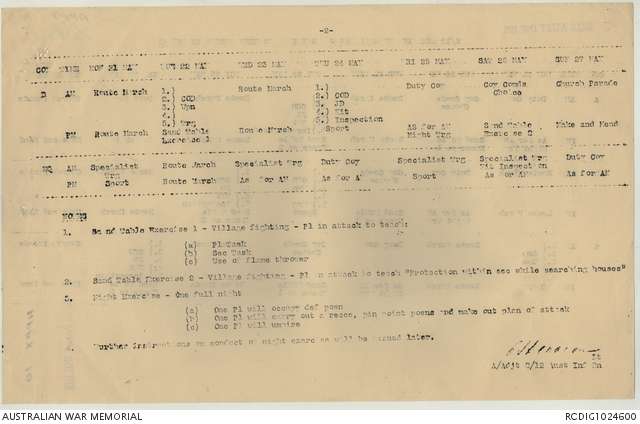 -2-
COY TIME MON 21 MAY TUE 22 MAY WED 23 MAY THU 24 MAY FRI 25 MAY SAT 26 MAY SUN 27 MAY
D AM Route March 1.) Route March 1.) Duty Coy Coy Comds Church Parade
2.) COD 2.) COD Choice
3.) Vpn 3. JD
4.) 4.) Kit
5.) Trg 5.) Inspection
PM Route March Sand Table Route March Sport As for AM Sand Table Make and Mend
Exercise 1 Night Trg Exercise 2
HQ AM Specialist Route March Specialist Trg Duty Coy Specialist Trg Specialist Trg Duty Coy
Trg Kit Inspection
PM Sport Route March As for AM As for AM Sport As for AM As for AM
NOTES
1. Sand Table Exercise 1 - Village fighting - Pl in attack to teach:
(a) Pl Task
(b) Sec Task
(c) Use of flame thrower
2. Sand Table Exercise 2 - Village fighting - Pl in attack to teach "Protection within sec while searching houses"
3. Night Exercise - One full night
(a) One Pl will occupy def posn
(b) One Pl will carry out a recce, pin point posns and make out plan of attack
(c) One Pl will umpire
Further instructions on conduct of night exercise will be issued later.
Lt
A/Adjt 2/12 Aust Inf Bn
AUSTRALIAN WAR MEMORIAL
RCDIG1024600